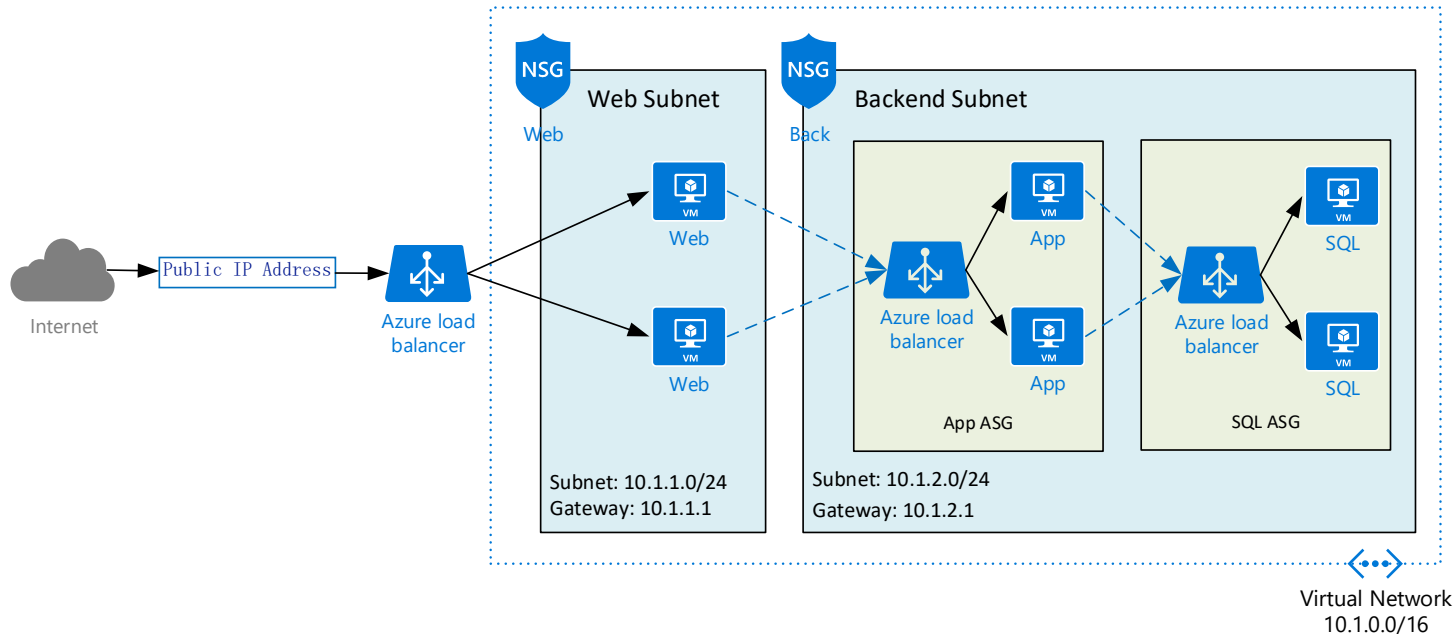 NSG
Web
Web Subnet
VM
Web
VM
Web
Subnet: 10.1.1.0/24
Gateway: 10.1.1.1
NSG
Back
Backend Subnet
Internet
Public IP Address
Azure load
balancer
Azure load
balancer
VM
App
VM
App
App ASG
Azure load
balancer
VM
SQL
VM
SQL
SQL ASG
Subnet: 10.1.2.0/24
Gateway: 10.1.2.1
Virtual Network
10.1.0.0/16